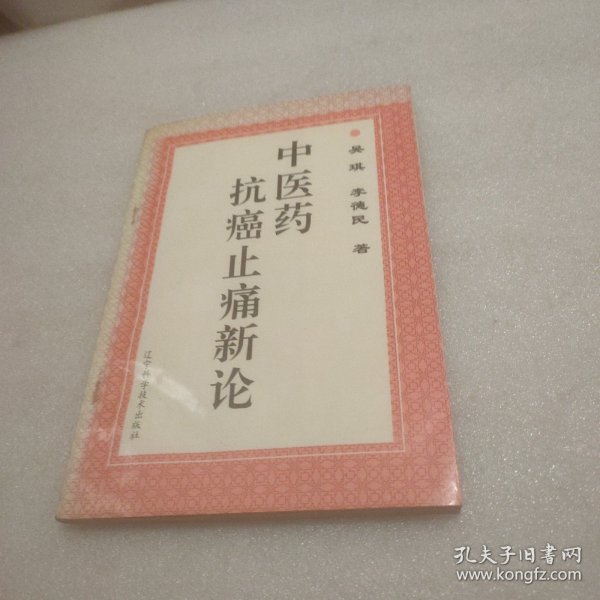 吴琪 李德民 著
中医药
抗癌止痛新论
辽宁科学技术出版社
孔夫子旧书网
www.kongfz.com